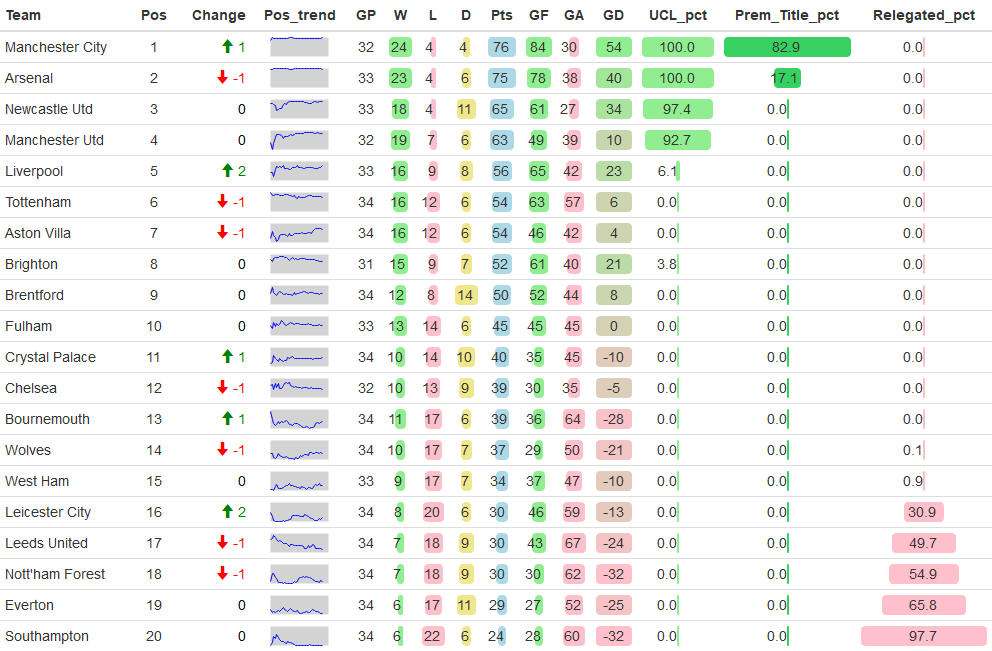 Team Pos Change Pos_trend GP W L D Pts GF GA GD UCL_pct Prem_Title_pct Relegated_pct
Manchester City 1 1 32 24 4 4 76 84 30 54 100.0 82.9 0.0
Arsenal 2 -1 33 23 4 6 75 78 38 40 100.0 17.1 0.0
Newcastle Utd 3 0 33 18 4 11 65 61 27 34 97.4 0.0 0.0
Manchester Utd 4 0 32 19 7 6 63 49 39 10 92.7 0.0 0.0
Liverpool 5 2 33 16 9 8 56 65 42 23 6.1 0.0 0.0
Tottenham 6 -1 34 16 12 6 54 63 57 6 0.0 0.0 0.0
Aston Villa 7 -1 34 16 12 6 54 46 42 4 0.0 0.0 0.0
Brighton 8 0 31 15 9 7 52 61 40 21 3.8 0.0 0.0
Brentford 9 0 34 12 8 14 50 52 44 8 0.0 0.0 0.0
Fulham 10 0 33 13 14 6 45 45 45 0 0.0 0.0 0.0
Crystal Palace 11 1 34 10 14 10 40 35 45 -10 0.0 0.0 0.0
Chelsea 12 -1 32 10 13 9 39 30 35 -5 0.0 0.0 0.0
Bournemouth 13 1 34 11 17 6 39 36 64 -28 0.0 0.0 0.0
Wolves 14 -1 34 10 17 7 37 29 50 -21 0.0 0.0 0.1
West Ham 15 0 33 9 17 7 34 37 47 -10 0.0 0.0 0.9
Leicester City 16 2 34 8 20 6 30 46 59 -13 0.0 0.0 30.9
Leeds United 17 -1 34 7 18 9 30 43 67 -24 0.0 0.0 49.7
Nott'ham Forest 18 -1 34 7 18 9 30 30 62 -32 0.0 0.0 54.9
Everton 19 0 34 6 17 11 29 27 52 -25 0.0 0.0 65.8
Southampton 20 0 34 6 22 6 24 28 60 -32 0.0 0.0 97.7